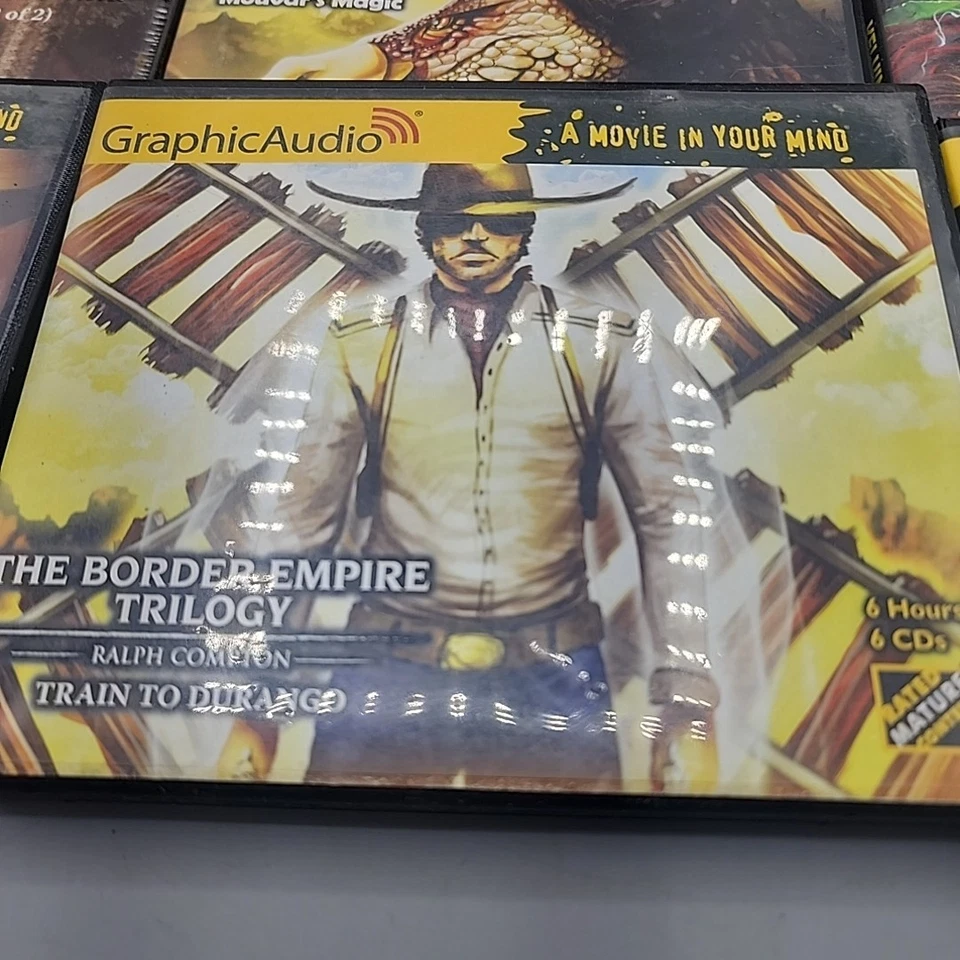 of 2)
Mouvar's Magic
GraphicAudio®
A MOVIE IN YOUR MIND
THE BORDER EMPIRE
TRILOGY
RALPH COMPTON
TRAIN TO DURANGO
6 Hours
6 CDs
RATED
MATURE